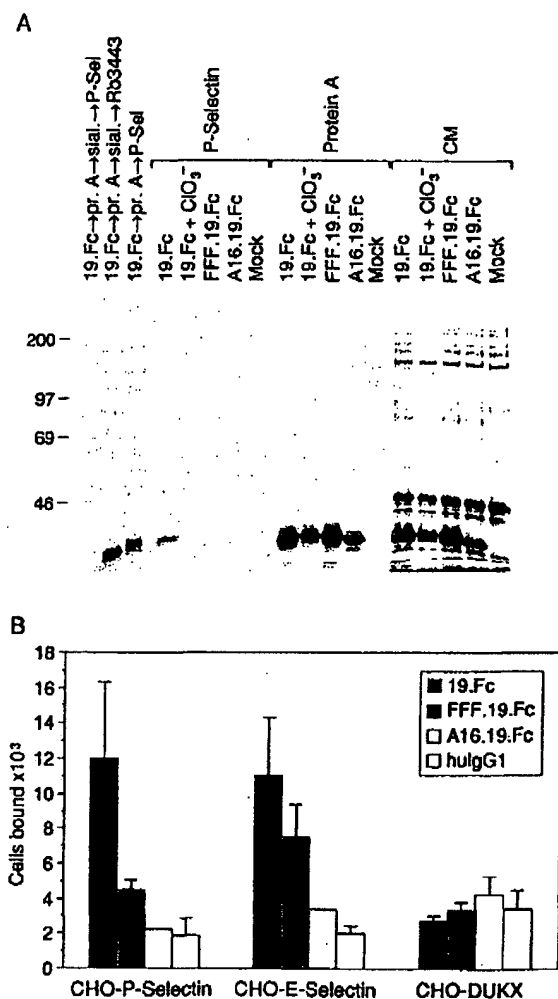 A
19.Fc→pr. A→sial.→P-Sel
19.Fc→pr. A→sial.→Rb3443
19.Fc→pr. A→P-Sel
P-Selectin
19.Fc
19.Fc + ClO₃⁻
FFF.19.Fc
A16.19.Fc
Mock
Protein A
19.Fc
19.Fc + ClO₃⁻
FFF.19.Fc
A16.19.Fc
Mock
CM
19.Fc
19.Fc + ClO₃⁻
FFF.19.Fc
A16.19.Fc
Mock
200
97
69
46
B
Cells bound x10³
18
16
14
12
10
8
6
4
2
0
19.Fc
FFF.19.Fc
A16.19.Fc
huIgG1
CHO-P-Selectin
CHO-E-Selectin
CHO-DUKX